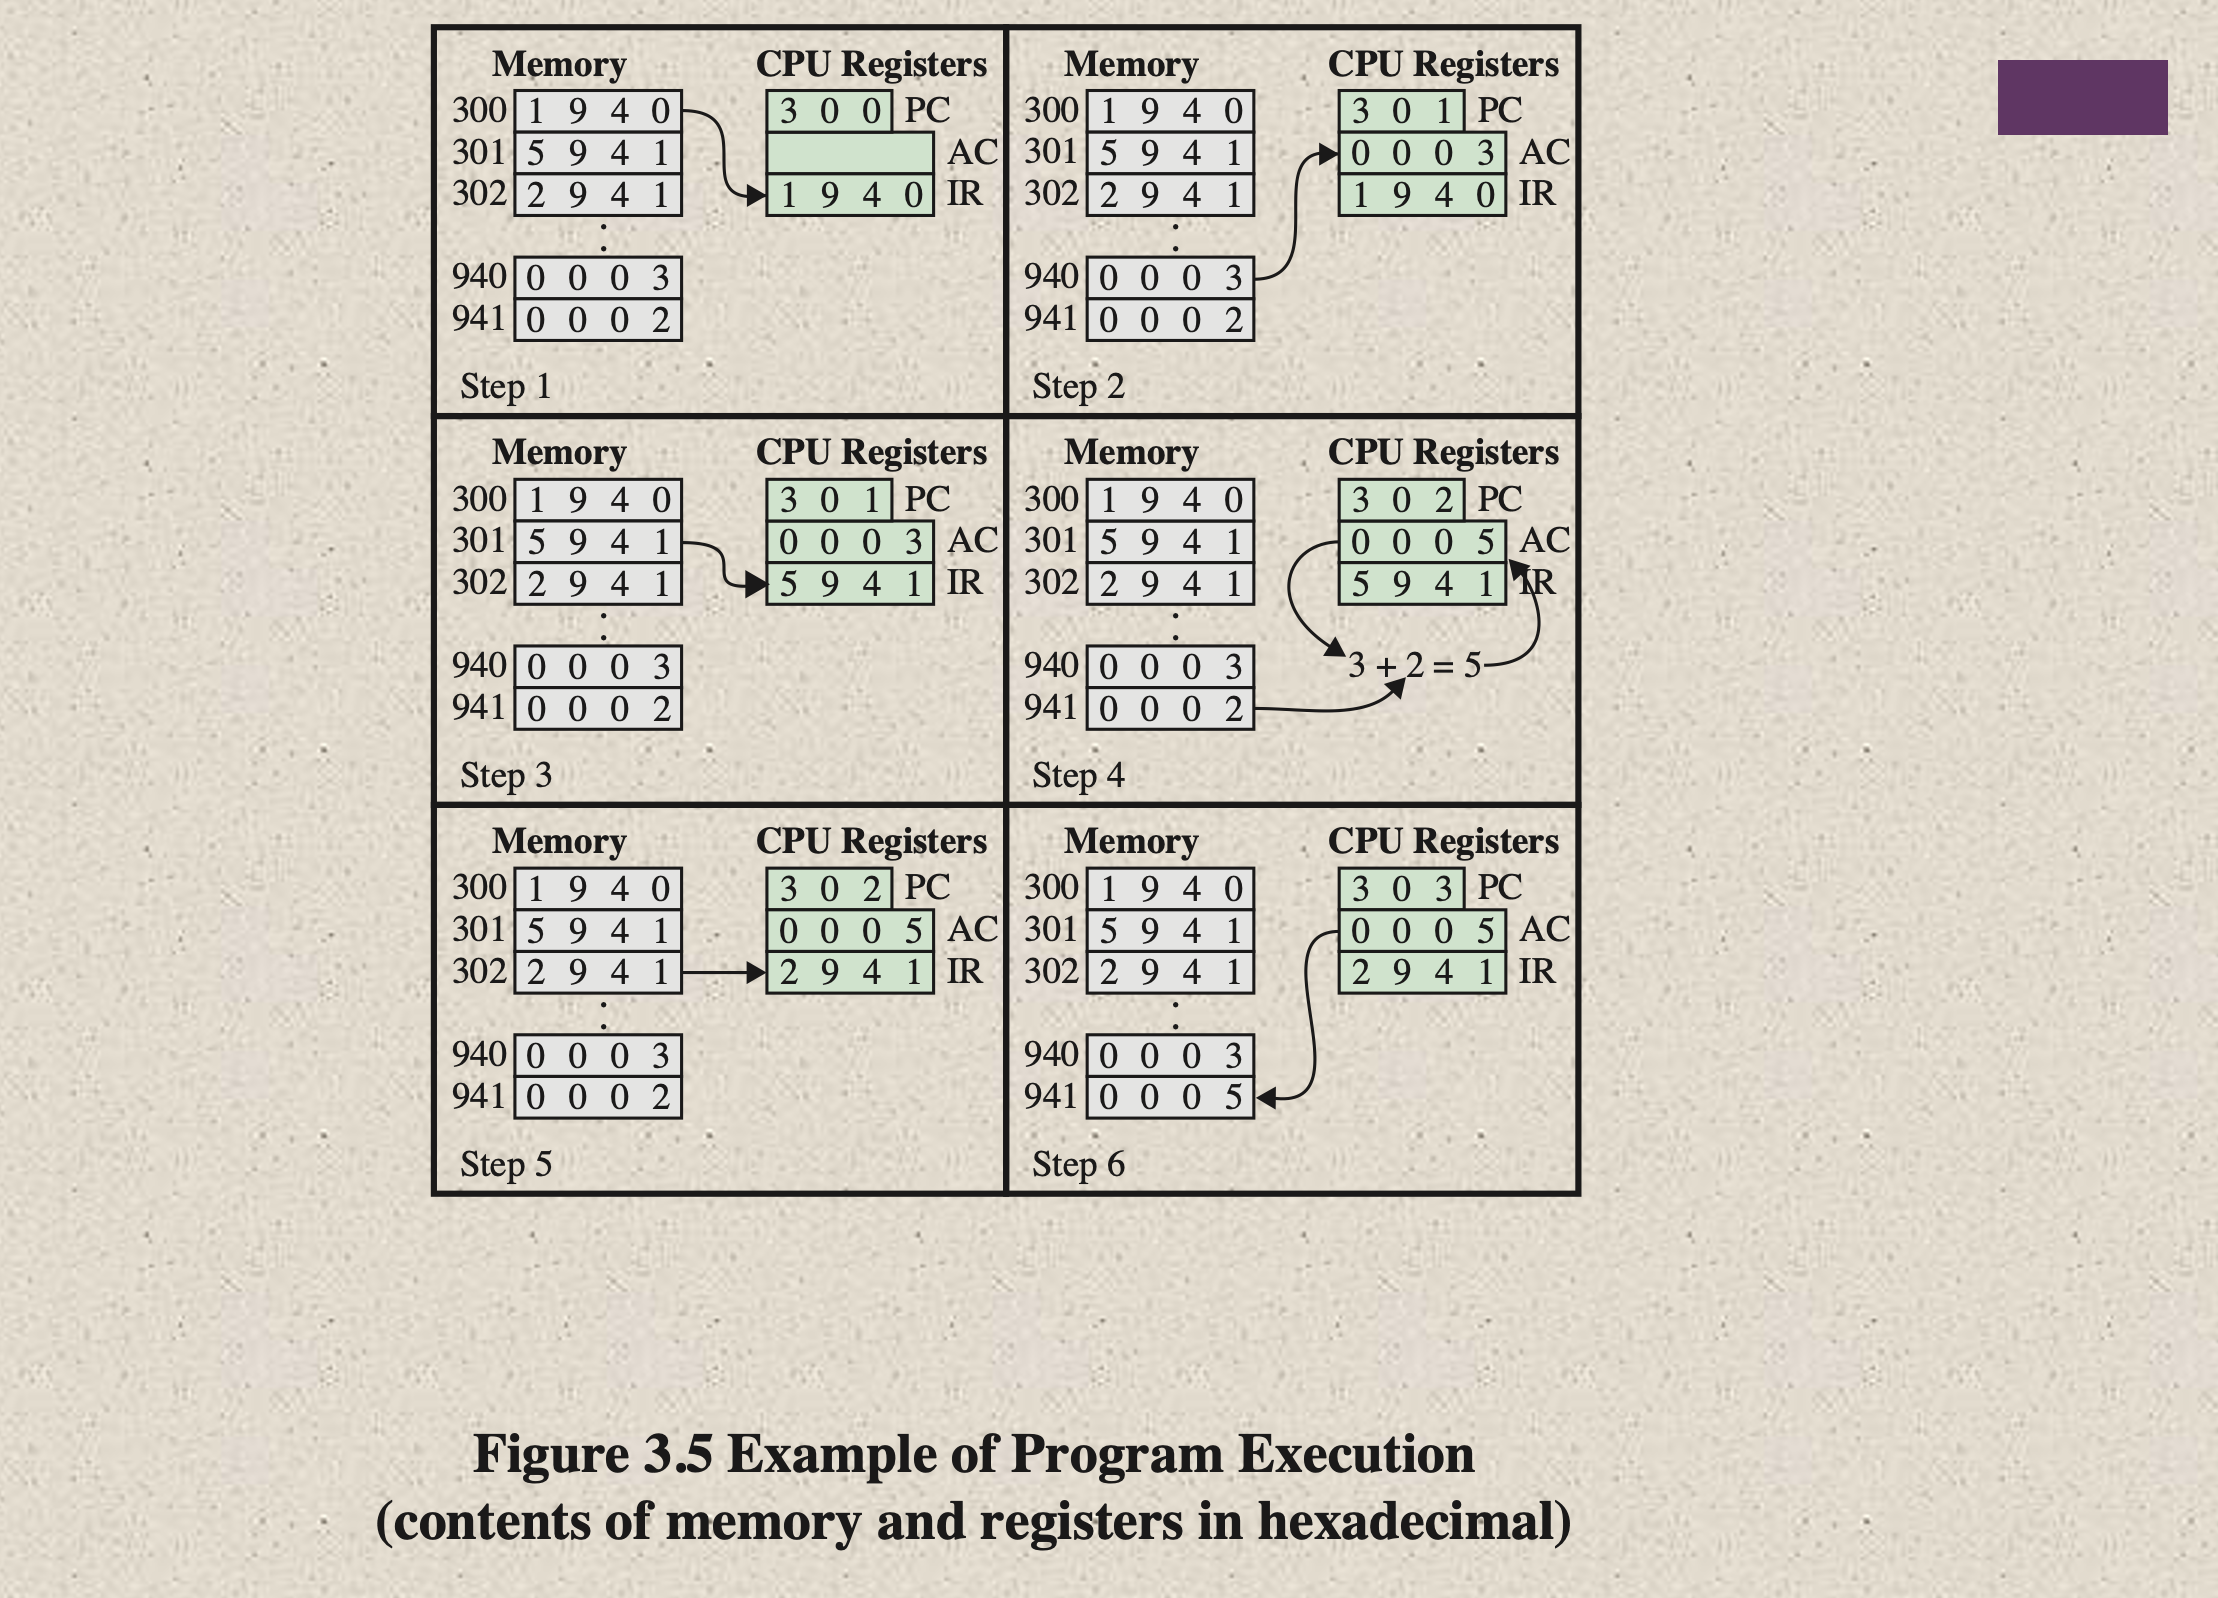 Memory CPU Registers
300 1 9 4 0 3 0 0 PC
301 5 9 4 1 AC
302 2 9 4 1 1 9 4 0 IR
940 0 0 0 3
941 0 0 0 2
Step 1
Memory CPU Registers
300 1 9 4 0 3 0 1 PC
301 5 9 4 1 0 0 0 3 AC
302 2 9 4 1 1 9 4 0 IR
940 0 0 0 3
941 0 0 0 2
Step 2
Memory CPU Registers
300 1 9 4 0 3 0 1 PC
301 5 9 4 1 0 0 0 3 AC
302 2 9 4 1 5 9 4 1 IR
940 0 0 0 3
941 0 0 0 2
Step 3
Memory CPU Registers
300 1 9 4 0 3 0 2 PC
301 5 9 4 1 0 0 0 5 AC
302 2 9 4 1 5 9 4 1 IR
940 0 0 0 3 3 + 2 = 5
941 0 0 0 2
Step 4
Memory CPU Registers
300 1 9 4 0 3 0 2 PC
301 5 9 4 1 0 0 0 5 AC
302 2 9 4 1 2 9 4 1 IR
940 0 0 0 3
941 0 0 0 2
Step 5
Memory CPU Registers
300 1 9 4 0 3 0 3 PC
301 5 9 4 1 0 0 0 5 AC
302 2 9 4 1 2 9 4 1 IR
940 0 0 0 3
941 0 0 0 5
Step 6
Figure 3.5 Example of Program Execution
(contents of memory and registers in hexadecimal)